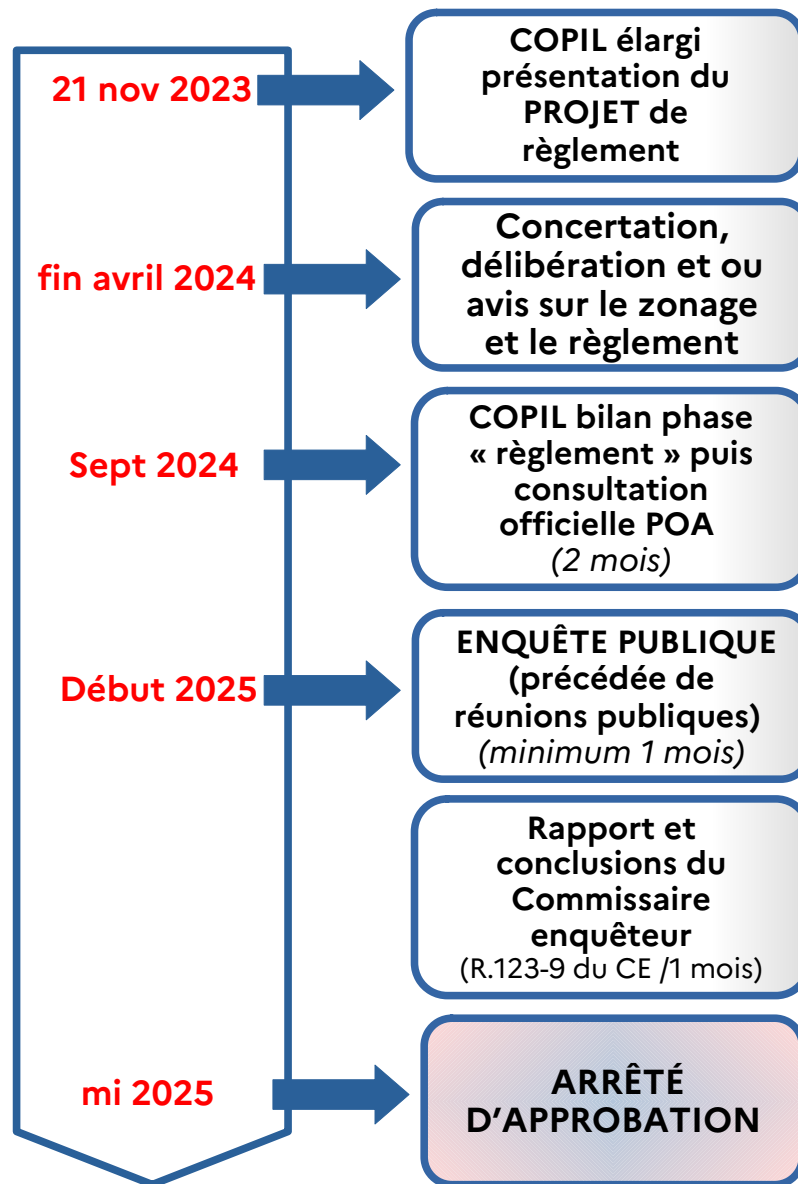 21 nov 2023
COPIL élargi
présentation du
PROJET de
règlement
fin avril 2024
Concertation,
délibération et ou
avis sur le zonage
et le règlement
Sept 2024
COPIL bilan phase
« règlement » puis
consultation
officielle POA
(2 mois)
Début 2025
ENQUÊTE PUBLIQUE
(précédée de
réunions publiques)
(minimum 1 mois)
Rapport et
conclusions du
Commissaire
enquêteur
(R.123-9 du CE /1 mois)
mi 2025
ARRÊTÉ
D'APPROBATION